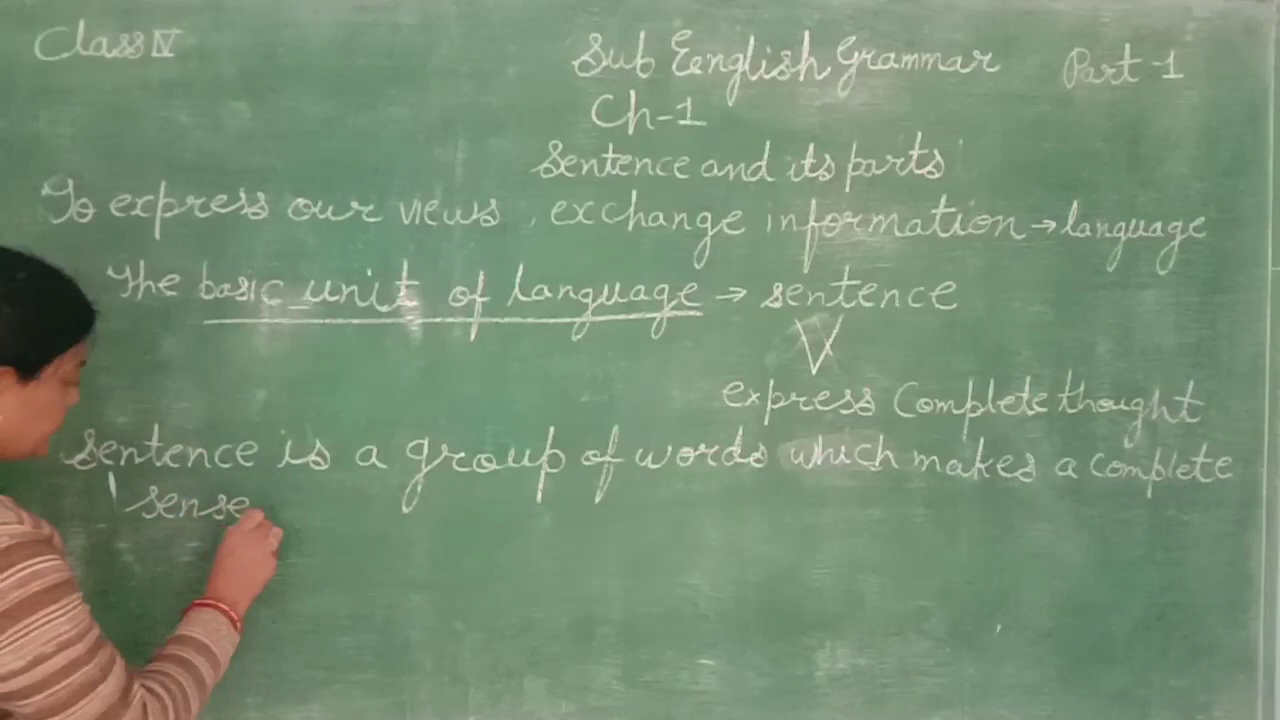 Class IV
Sub Eenglish Grammar Part-1
Ch-1
Sentence and its parts
To express our views, exchange information → language
The basic unit of language → sentence
express Complete thought
Sentence is a group of words which makes a complete
sense